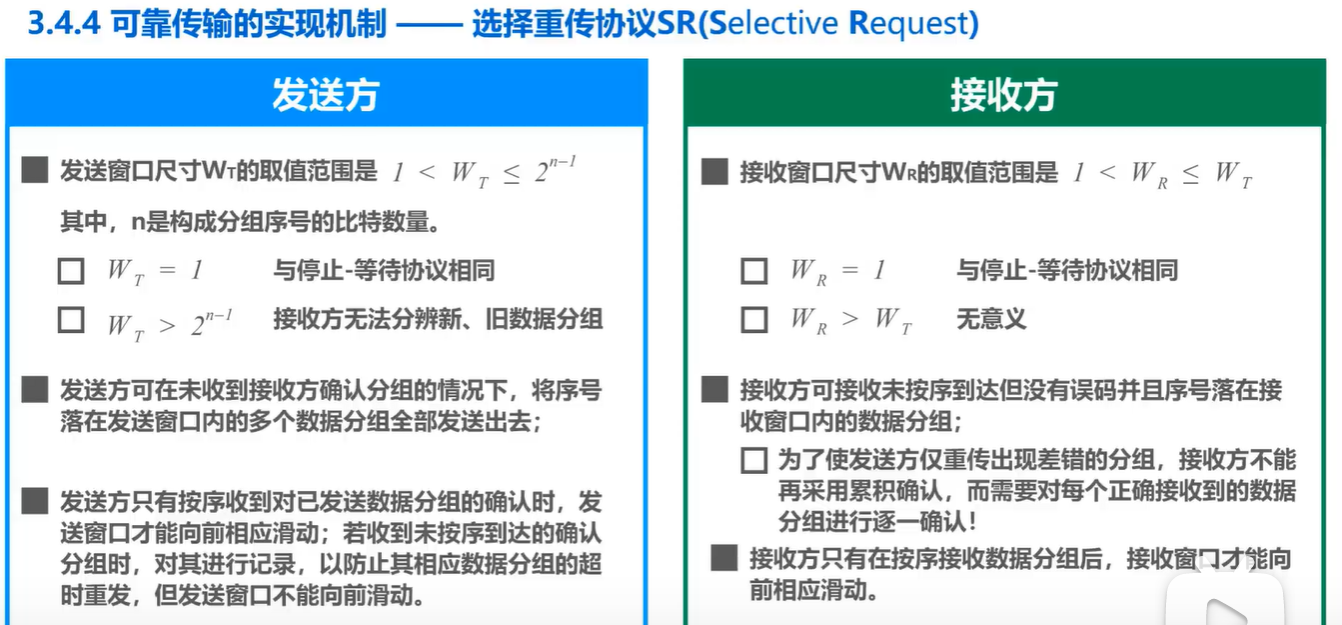 3.4.4 可靠传输的实现机制 —— 选择重传协议SR(Selective Request)
发送方
发送窗口尺寸WT的取值范围是 1 < W_T ≤ 2^{n-1}
其中，n是构成分组序号的比特数量。
W_T = 1 与停止-等待协议相同
W_T > 2^{n-1} 接收方无法分辨新、旧数据分组
发送方可在未收到接收方确认分组的情况下，将序号
落在发送窗口内的多个数据分组全部发送出去；
发送方只有按序收到对已发送数据分组的确认时，发
送窗口才能向前相应滑动；若收到未按序到达的确认
分组时，对其进行记录，以防止其相应数据分组的超
时重发，但发送窗口不能向前滑动。
接收方
接收窗口尺寸WR的取值范围是 1 < W_R ≤ W_T
W_R = 1 与停止-等待协议相同
W_R > W_T 无意义
接收方可接收未按序到达但没有误码并且序号落在接
收窗口内的数据分组；
为了使发送方仅重传出现差错的分组，接收方不能
再采用累积确认，而需要对每个正确接收到的数据
分组进行逐一确认！
接收方只有在按序接收数据分组后，接收窗口才能向
前相应滑动。